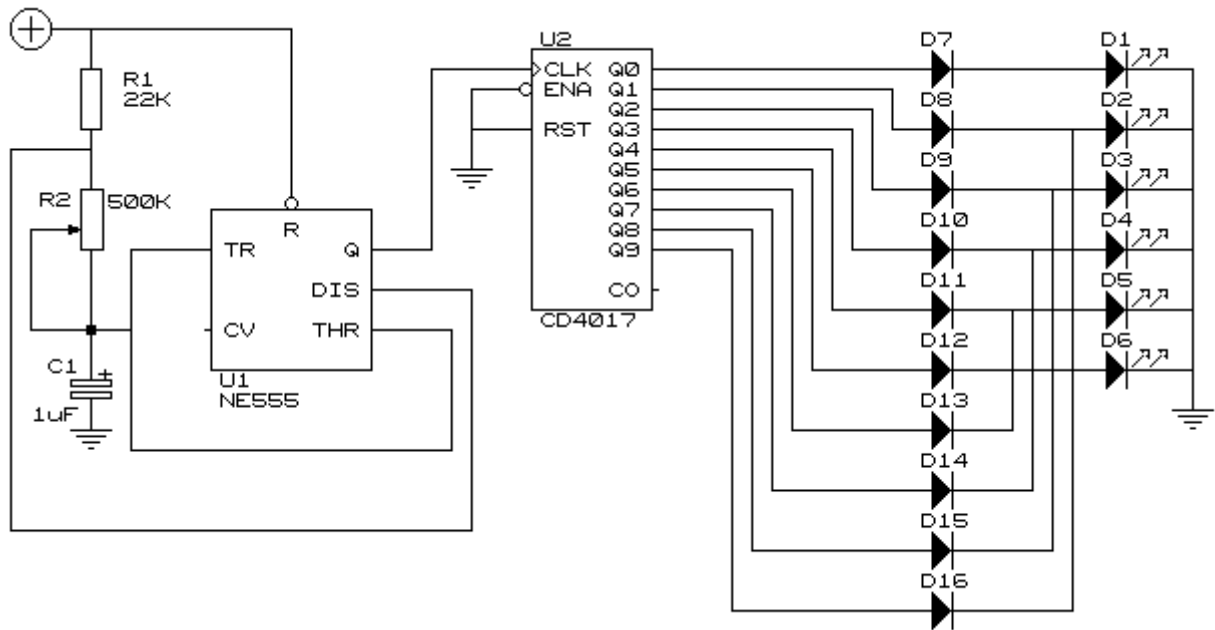 R1
22K
R2
500K
C1
1uF
R
TR
Q
DIS
CV
THR
U1
NE555
U2
CLK
ENA
RST
Q0
Q1
Q2
Q3
Q4
Q5
Q6
Q7
Q8
Q9
CO
CD4017
D7
D8
D9
D10
D11
D12
D13
D14
D15
D16
D1
D2
D3
D4
D5
D6